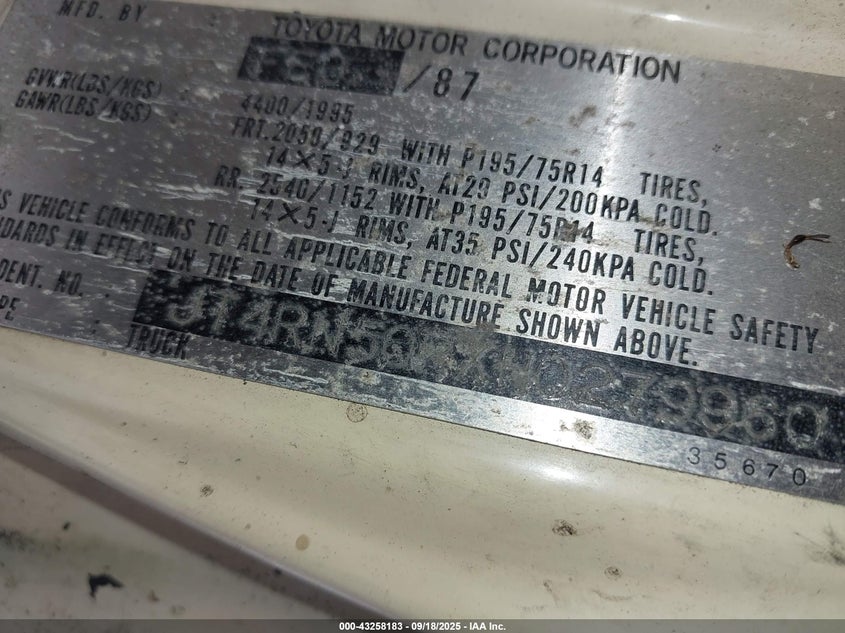 MFD. BY TOYOTA MOTOR CORPORATION
/87
GVWR(LBS/KGS) 4400/1995
GAWR(LBS/KGS) FRT.2050/929 WITH P195/75R14 TIRES,
14×5-J RIMS, AT29 PSI/200KPA COLD.
RR. 2540/1152 WITH P195/75R14 TIRES,
14×5-J RIMS, AT35 PSI/240KPA COLD.
S VEHICLE CONFORMS TO ALL APPLICABLE FEDERAL MOTOR VEHICLE SAFETY
NDARDS IN EFFECT ON THE DATE OF MANUFACTURE SHOWN ABOVE.
DENT. NO.
PE : TRUCK
35670
000-43258183 - 09/18/2025 - IAA Inc.